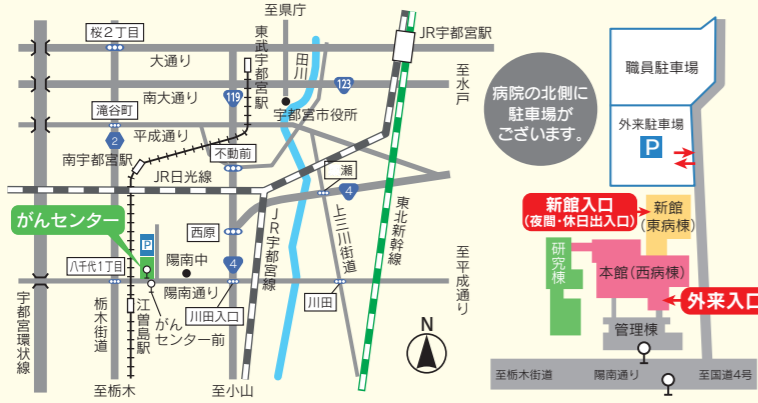 至県庁
JR宇都宮駅
桜2丁目
大通り
東武宇都宮駅
田川
至水戸
南大通り
119
123
滝谷町
宇都宮市役所
平成通り
2
南宇都宮駅
不動前
JR日光線
一瀬
4
がんセンター
西原
JR宇都宮線
上三川街道
東北新幹線
P
八千代1丁目
陽南中
4
至平成通り
陽南通り
川田入口
川田
宇都宮環状線
栃木街道
江曽島駅
がんセンター前
N
至栃木
至小山
病院の北側に
駐車場が
ございます。
職員駐車場
外来駐車場
P
新館入口
(夜間・休日出入口)
新館
(東病棟)
研究棟
本館(西病棟)
外来入口
管理棟
至栃木街道
陽南通り
至国道4号